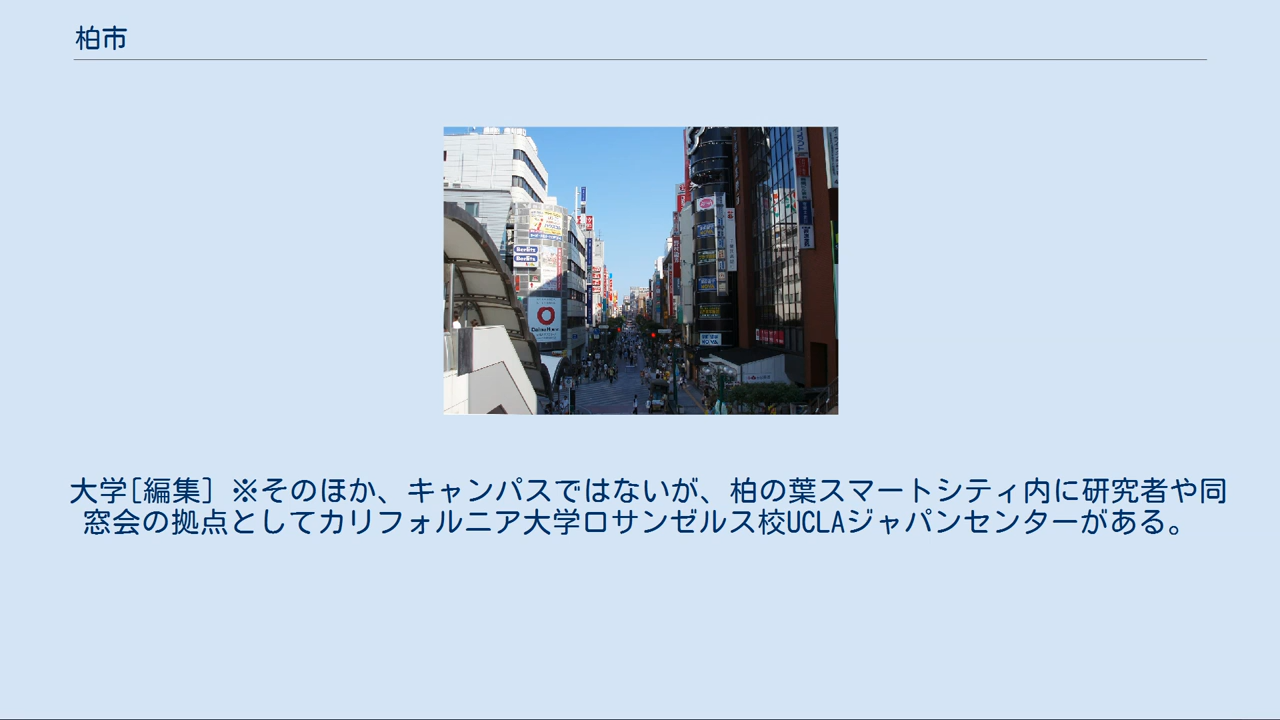 柏市
Berlitz
Berlitz
大学[編集] ※そのほか、キャンパスではないが、柏の葉スマートシティ内に研究者や同
窓会の拠点としてカリフォルニア大学ロサンゼルス校UCLAジャパンセンターがある。